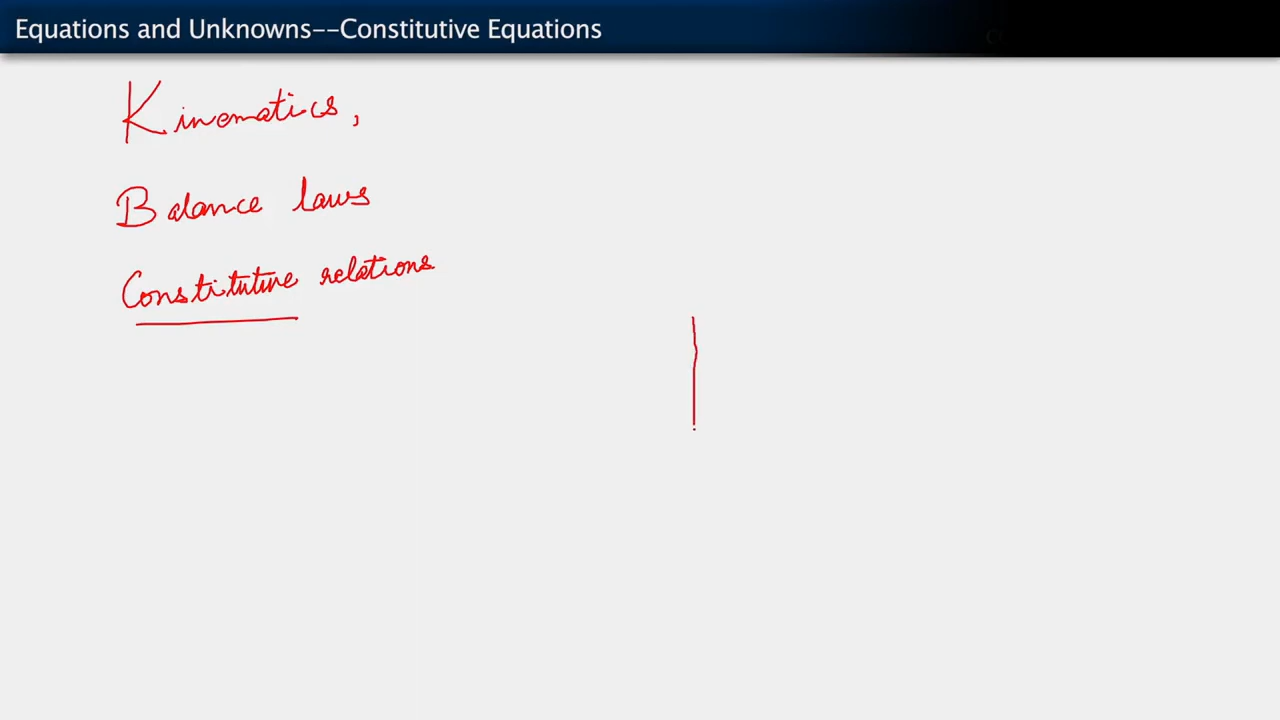 Equations and Unknowns--Constitutive Equations
Kinematics,
Balance laws
Constitutive relations